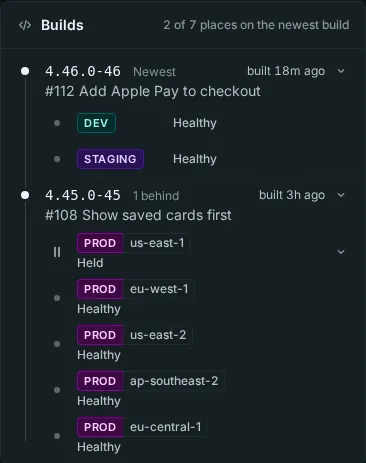 </> Builds 2 of 7 places on the newest build
4.46.0-46 Newest built 18m ago
#112 Add Apple Pay to checkout
DEV Healthy
STAGING Healthy
4.45.0-45 1 behind built 3h ago
#108 Show saved cards first
PROD us-east-1
Held
PROD eu-west-1
Healthy
PROD us-east-2
Healthy
PROD ap-southeast-2
Healthy
PROD eu-central-1
Healthy